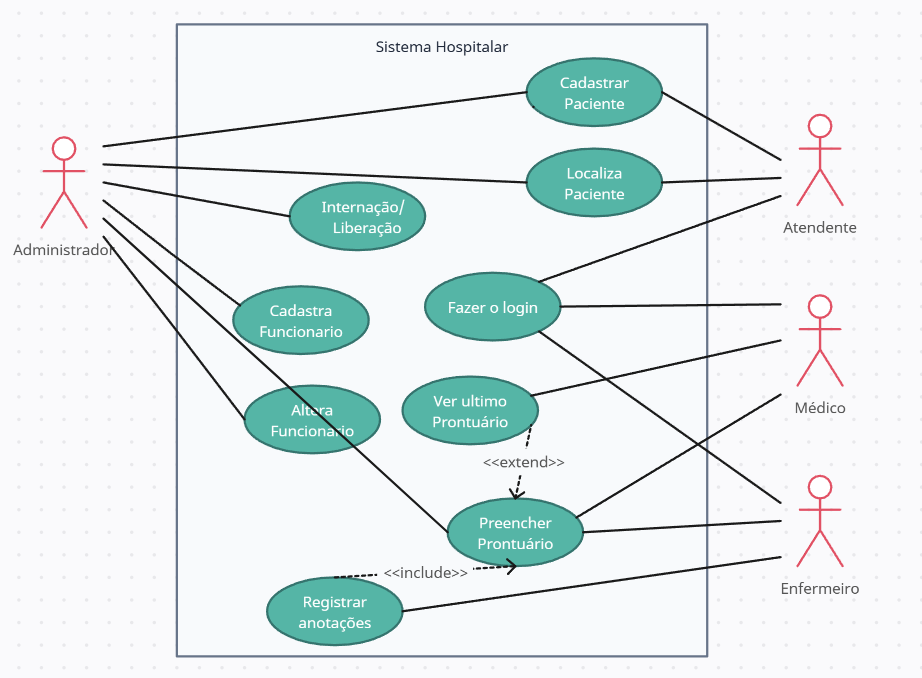 Sistema Hospitalar
Cadastrar
Paciente
Localiza
Paciente
Internação/
Liberação
Administrador
Atendente
Cadastra
Funcionario
Fazer o login
Altera
Funcionario
Ver ultimo
Prontuário
Médico
<<extend>>
Preencher
Prontuário
<<include>>
Registrar
anotações
Enfermeiro